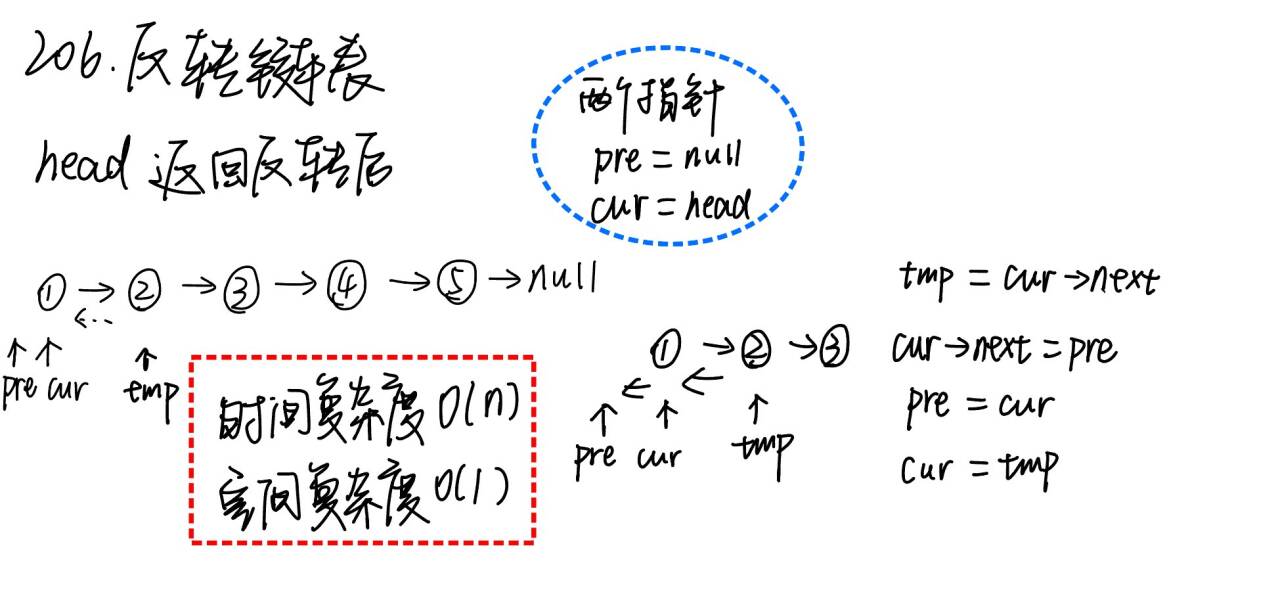 206.反转链表
head 返回反转后
两个指针
pre = null
cur = head
① → ② → ③ → ④ → ⑤ → null
pre cur tmp
时间复杂度 O(n)
空间复杂度 O(1)
① → ② → ③
pre cur tmp
tmp = cur→next
cur→next = pre
pre = cur
cur = tmp